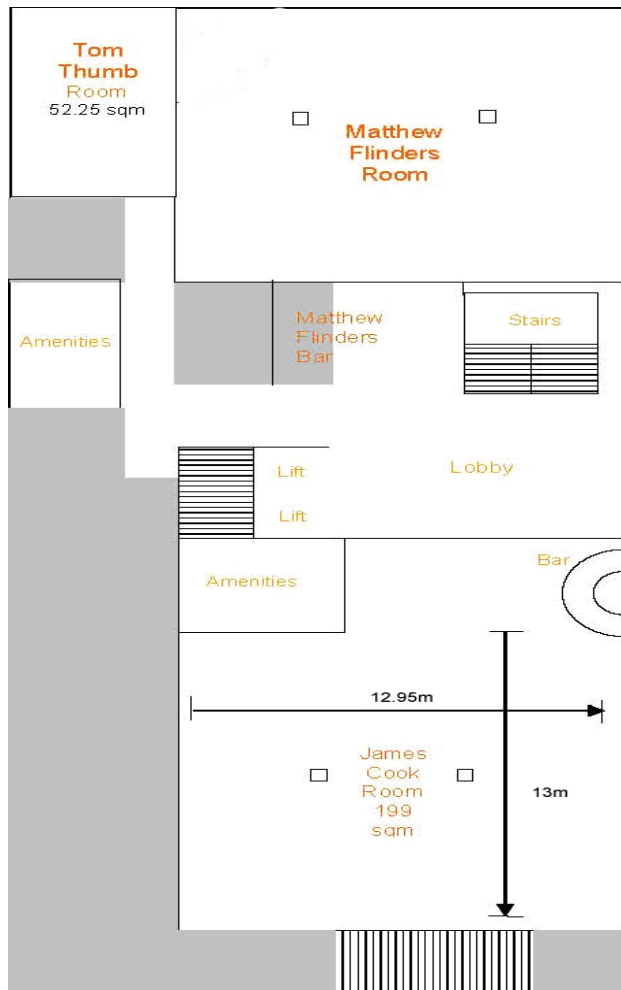 Tom
Thumb
Room
52.25 sqm
Matthew
Flinders
Room
Amenities
Matthew
Flinders
Bar
Stairs
Lift
Lobby
Lift
Amenities
Bar
12.95m
James
Cook
Room
199
sqm
13m